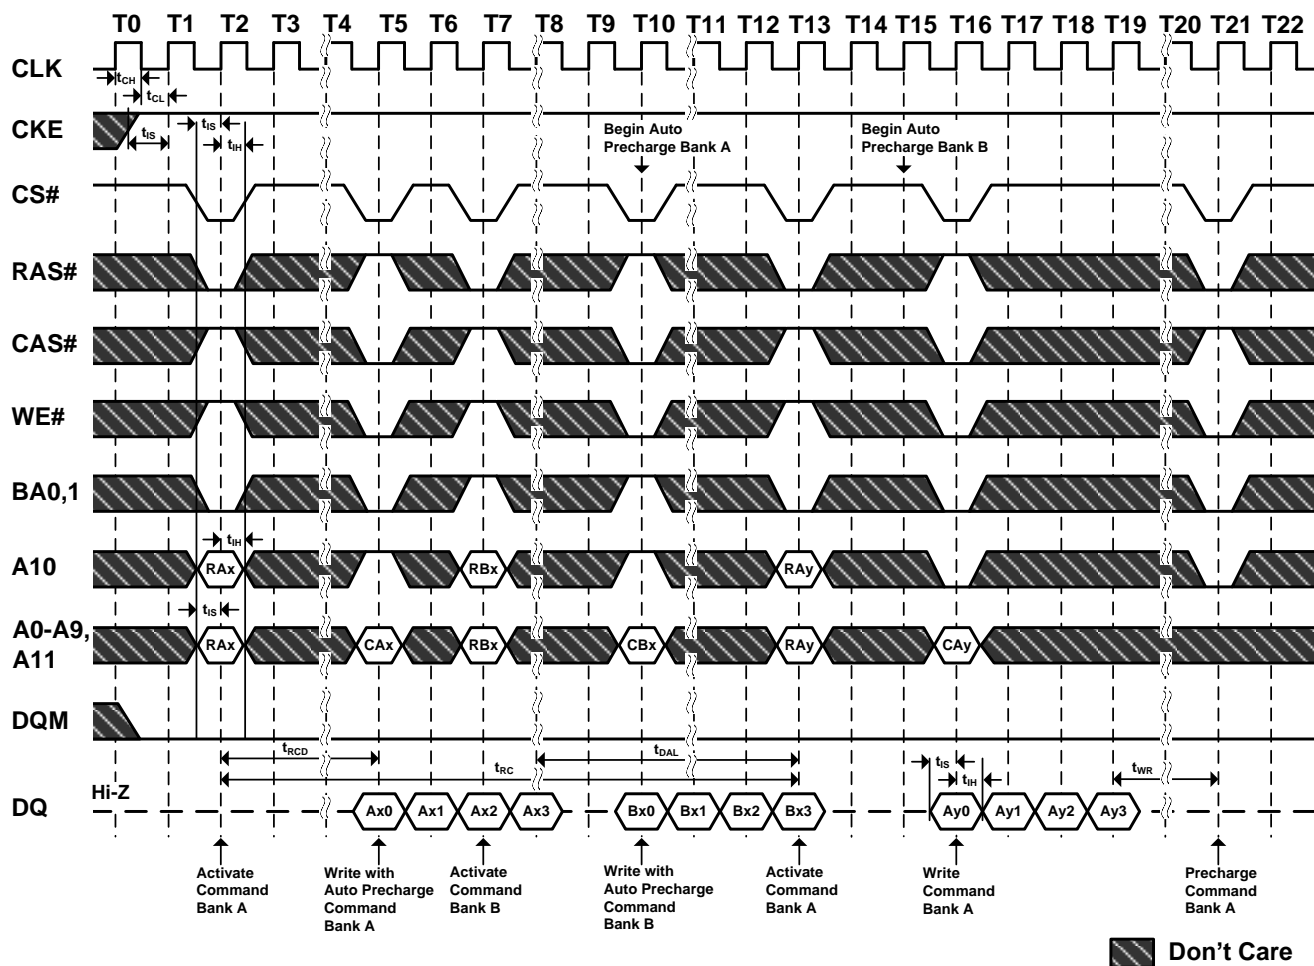 T0 T1 T2 T3 T4 T5 T6 T7 T8 T9 T10 T11 T12 T13 T14 T15 T16 T17 T18 T19 T20 T21 T22
CLK
tCH
tCL
CKE
tIS
tIS
tIH
Begin Auto
Precharge Bank A
Begin Auto
Precharge Bank B
CS#
RAS#
CAS#
WE#
BA0,1
tIH
A10
RAx
RBx
RAy
tIS
A0-A9,
A11
RAx
CAx
RBx
CBx
RAy
CAy
DQM
tRCD
tDAL
tRC
tIS
tIH
tWR
Hi-Z
DQ
Ax0 Ax1 Ax2 Ax3 Bx0 Bx1 Bx2 Bx3 Ay0 Ay1 Ay2 Ay3
Activate
Command
Bank A
Write with
Auto Precharge
Command
Bank A
Activate
Command
Bank B
Write with
Auto Precharge
Command
Bank B
Activate
Command
Bank A
Write
Command
Bank A
Precharge
Command
Bank A
Don't Care